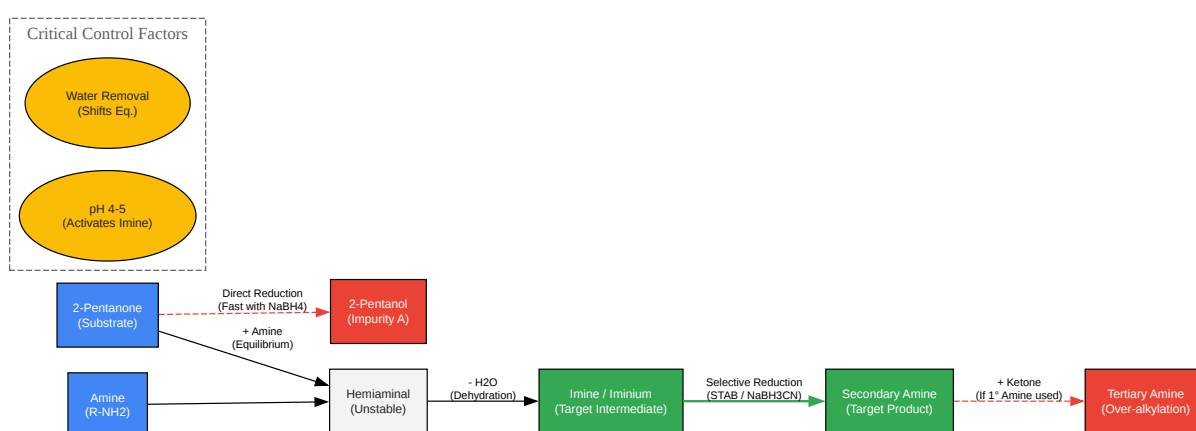 Critical Control Factors
Water Removal
(Shifts Eq.)
pH 4-5
(Activates Imine)
2-Pentanone
(Substrate)
Direct Reduction
(Fast with NaBH4)
2-Pentanol
(Impurity A)
+ Amine
(Equilibrium)
Amine
(R-NH2)
Hemiaminal
(Unstable)
- H2O
(Dehydration)
Imine / Iminium
(Target Intermediate)
Selective Reduction
(STAB / NaBH3CN)
Secondary Amine
(Target Product)
+ Ketone
(If 1° Amine used)
Tertiary Amine
(Over-alkylation)